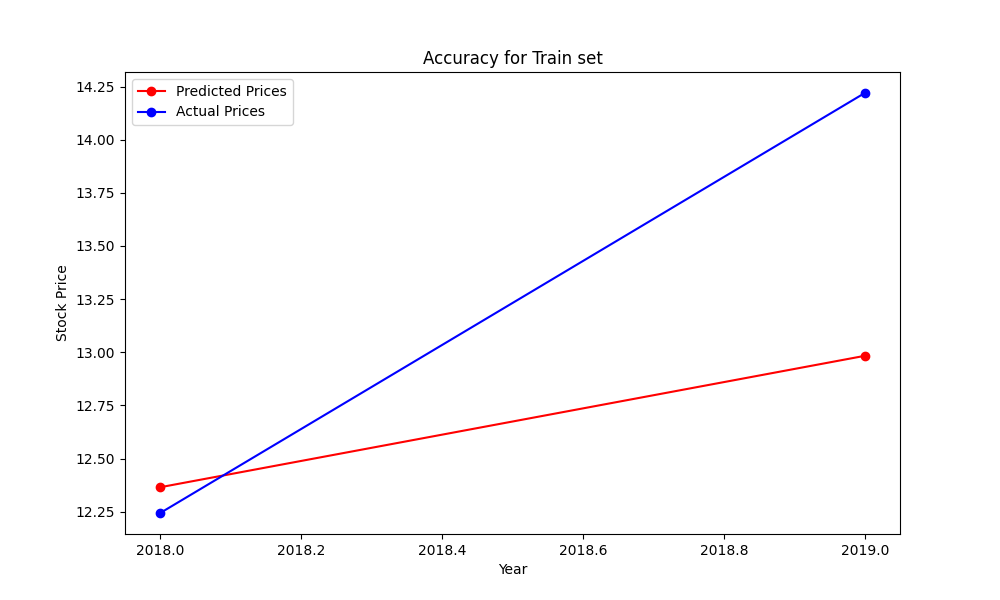 Accuracy for Train set
Predicted Prices
Actual Prices
14.25
14.00
13.75
13.50
13.25
13.00
12.75
12.50
12.25
Stock Price
2018.0 2018.2 2018.4 2018.6 2018.8 2019.0
Year